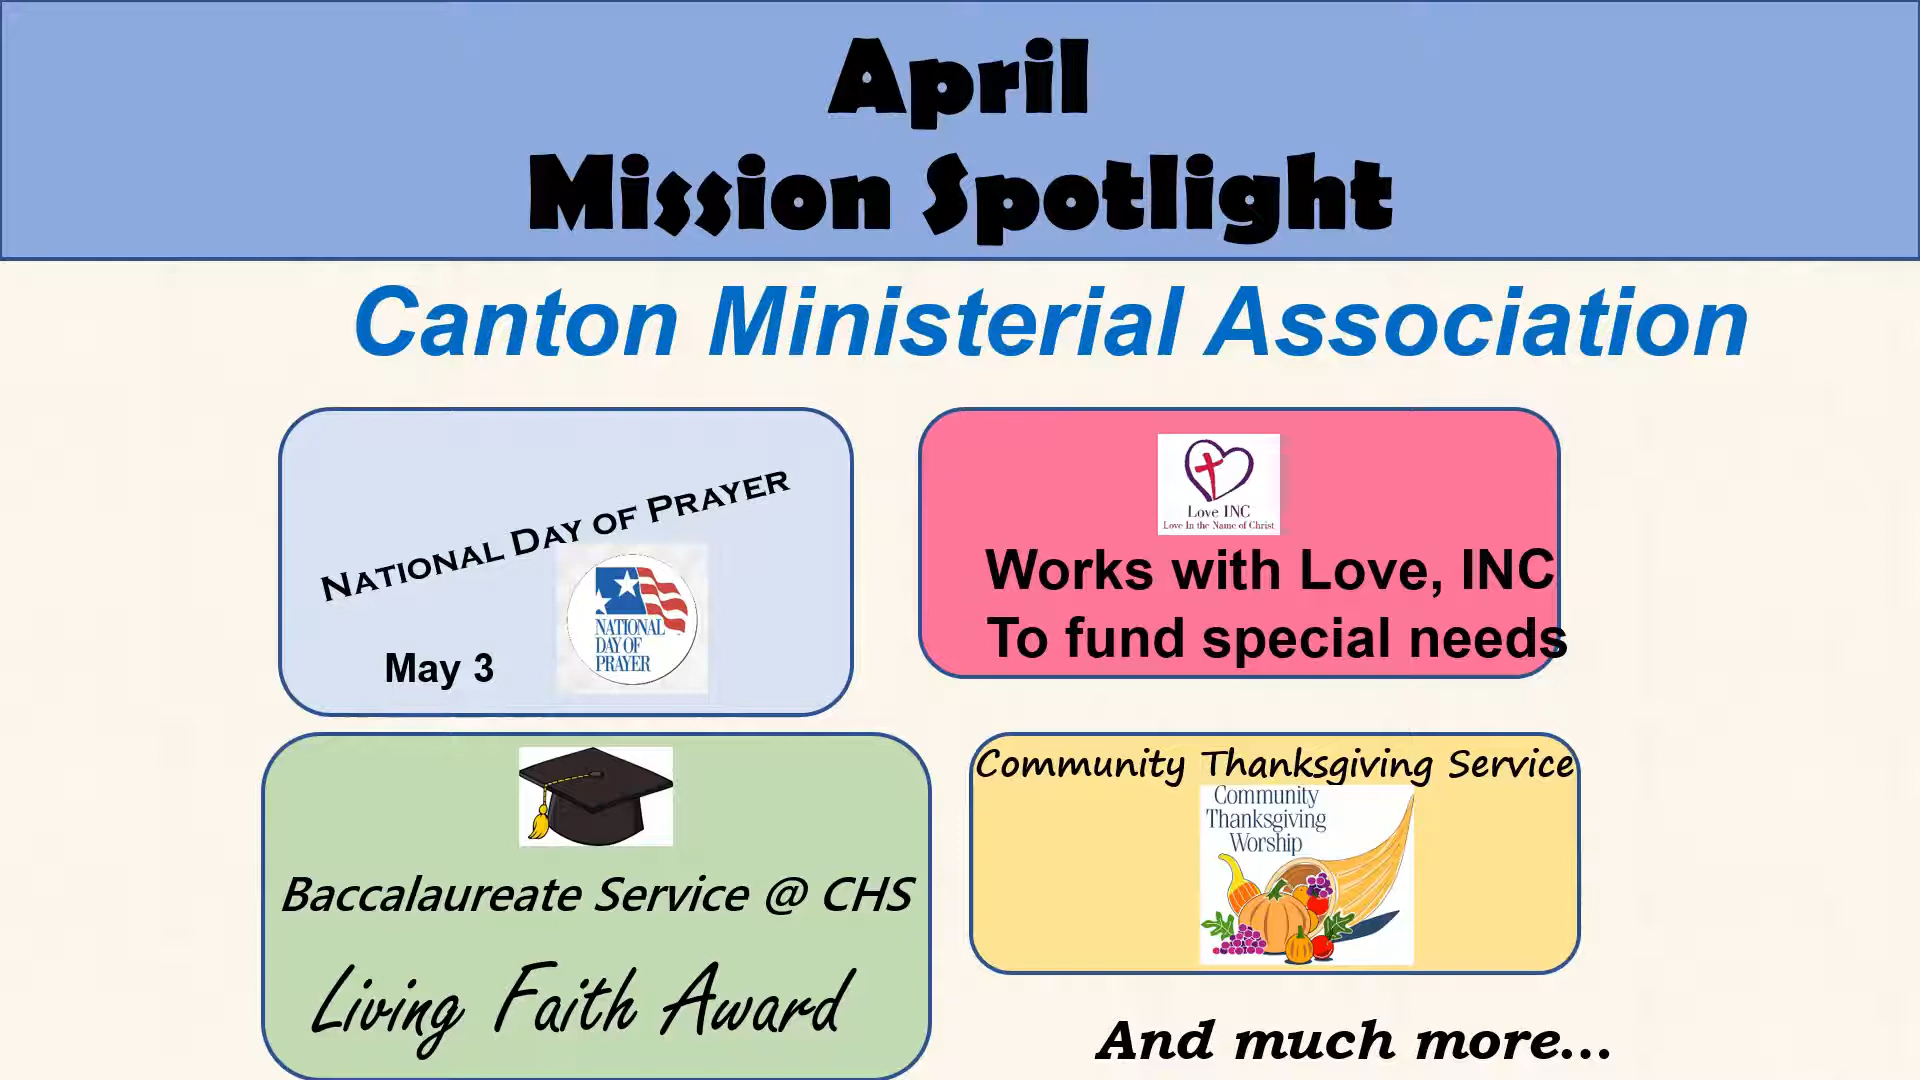 April
Mission Spotlight
Canton Ministerial Association
National Day of Prayer
NATIONAL
DAY OF
PRAYER
May 3
Love INC
Love In the Name of Christ
Works with Love, INC
To fund special needs
Baccalaureate Service @ CHS
Living Faith Award
Community Thanksgiving Service
Community
Thanksgiving
Worship
And much more...